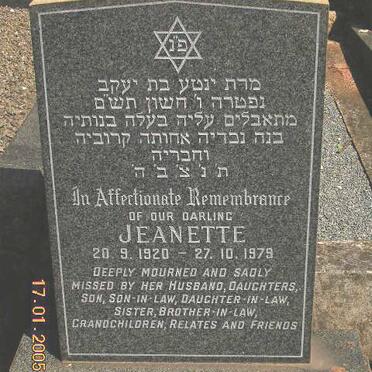 פ"נ
מרת ינטע בת יעקב
נפטרה ו' חשון תש"ם
מתאבלים עליה בעלה בנותיה
בנה נכדיה אחותה קרוביה
וחבריה
ת' נ' צ' ב' ה'
In Affectionate Remembrance
OF OUR DARLING
JEANETTE
20. 9. 1920 - 27. 10. 1979
DEEPLY MOURNED AND SADLY
MISSED BY HER HUSBAND, DAUGHTERS,
SON, SON-IN-LAW, DAUGHTER-IN-LAW,
SISTER, BROTHER-IN-LAW,
GRANDCHILDREN, RELATES AND FRIENDS
17.01.2005